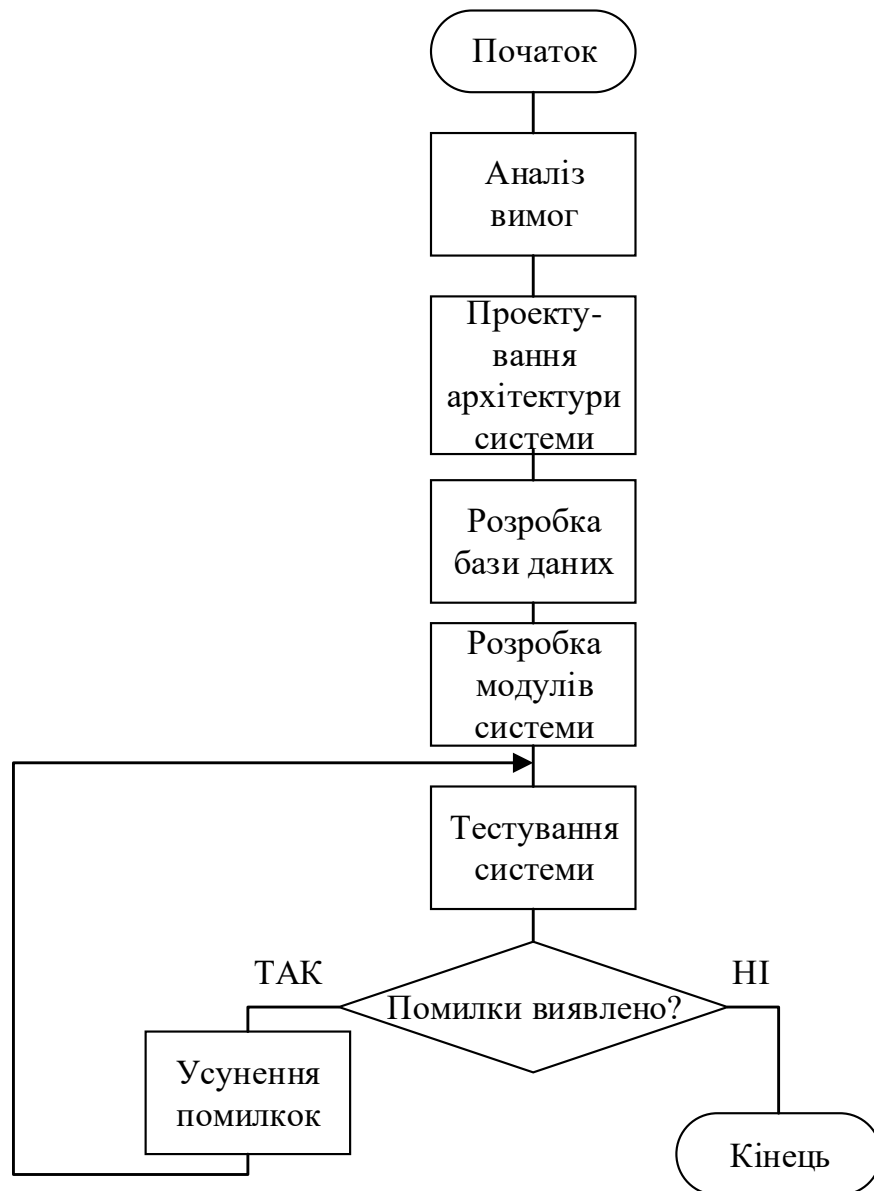 Початок
Аналіз
вимог
Проекту-
вання
архітектури
системи
Розробка
бази даних
Розробка
модулів
системи
Тестування
системи
ТАК
НІ
Помилки виявлено?
Усунення
помилкок
Кінець